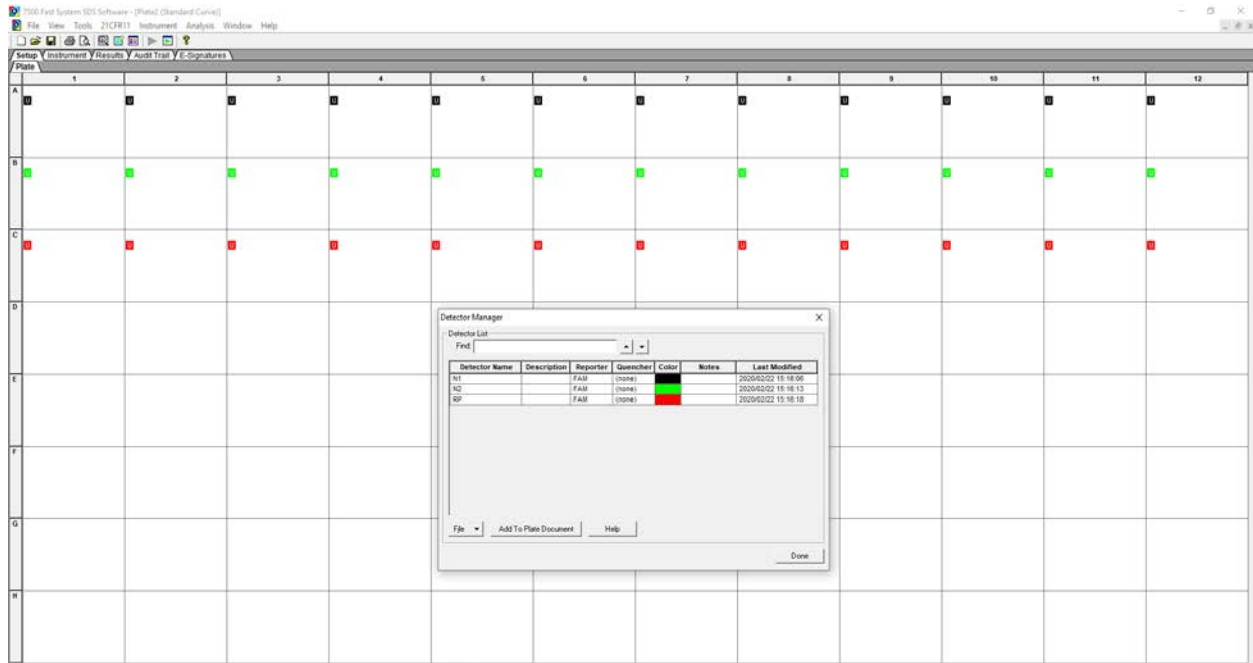 7500 Fast System SDS Software - [Plate2 (Standard Curve)]
File View Tools 21CFR11 Instrument Analysis Window Help
Setup Instrument Results Audit Trail E-Signatures
Plate
1 2 3 4 5 6 7 8 9 10 11 12
A
U U U U U U U U U U U U
B
U U U U U U U U U U U U
C
U U U U U U U U U U U U
D
Detector Manager
Detector List
Find:
Detector Name Description Reporter Quencher Color Notes Last Modified
N1 FAM (none) 2020/02/22 15:16:06
N2 FAM (none) 2020/02/22 15:16:13
RP FAM (none) 2020/02/22 15:16:18
E
F
G
File Add To Plate Document Help
Done
H